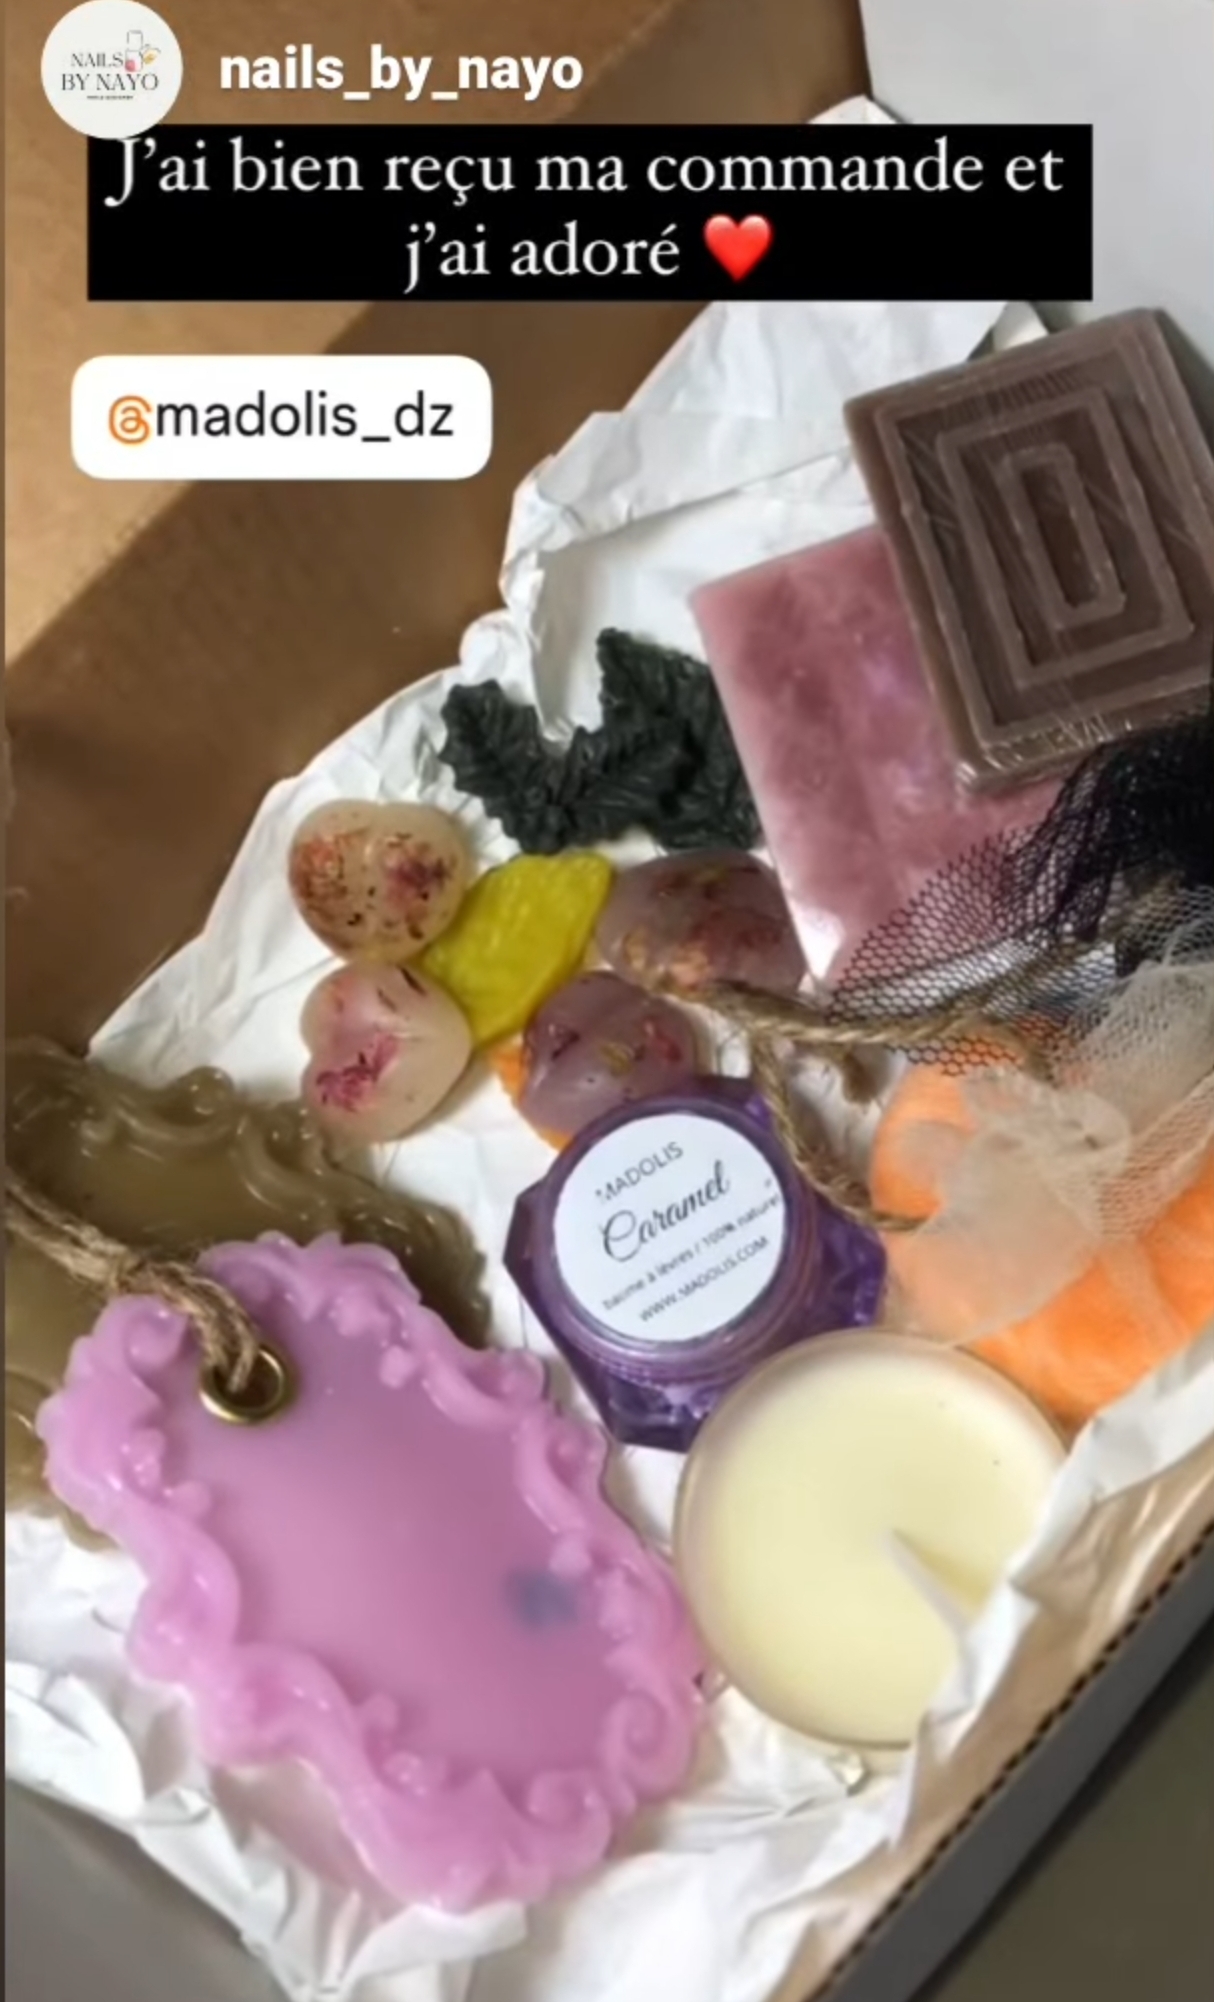 NAILS
BY NAYO
nails_by_nayo
J'ai bien reçu ma commande et
j'ai adoré ❤️
@madolis_dz
MADOLIS
Caramel
baume à lèvres / 100% naturel
WWW.MADOLIS.COM